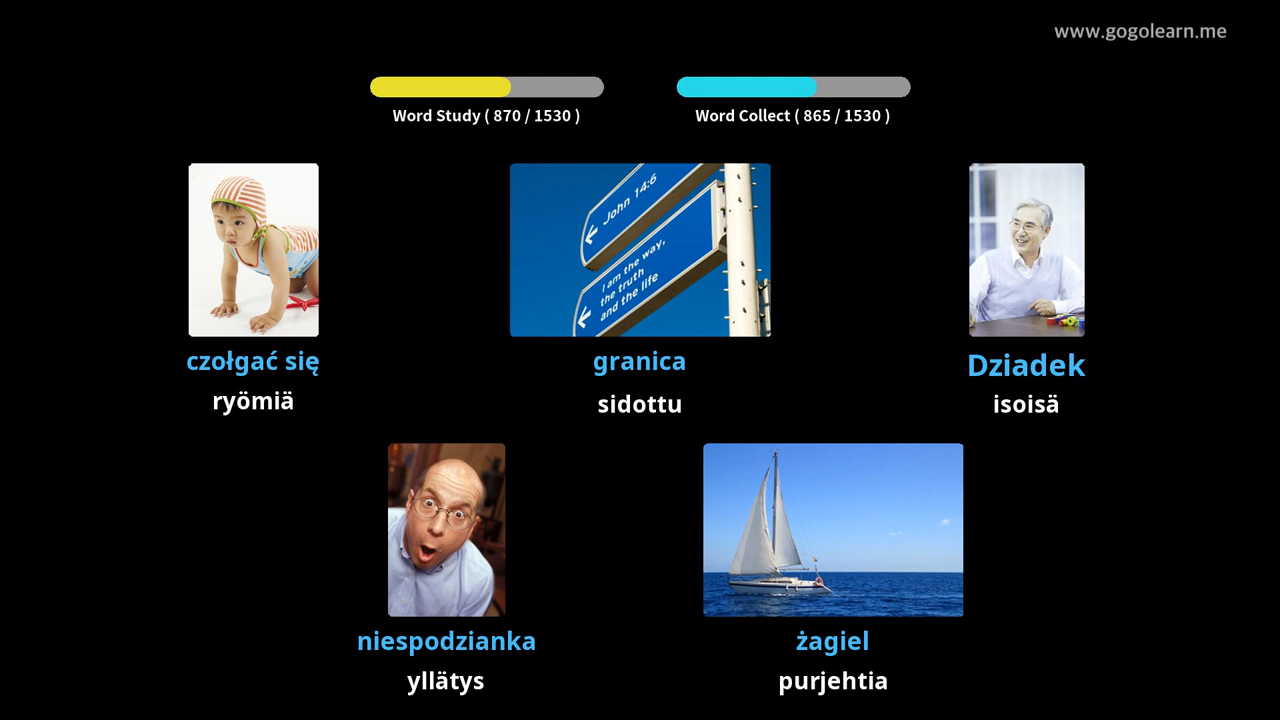 www.gogolearn.me
Word Study ( 870 / 1530 )
Word Collect ( 865 / 1530 )
John 14:6
I am the way,
the truth
and the life
czołgać się
granica
Dziadek
ryömiä
sidottu
isoisä
niespodzianka
żagiel
yllätys
purjehtia